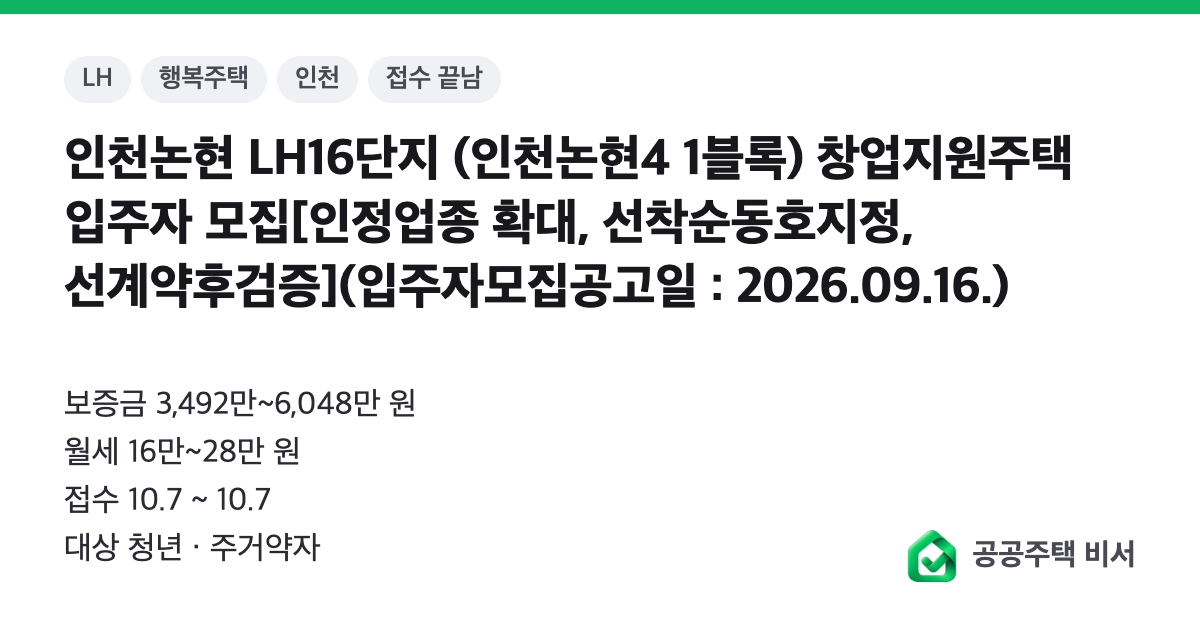 LH 행복주택 인천 접수 끝남
인천논현 LH16단지 (인천논현4 1블록) 창업지원주택
입주자 모집[인정업종 확대, 선착순동호지정,
선계약후검증](입주자모집공고일 : 2026.09.16.)
보증금 3,492만~6,048만 원
월세 16만~28만 원
접수 10.7 ~ 10.7
대상 청년 · 주거약자
공공주택 비서